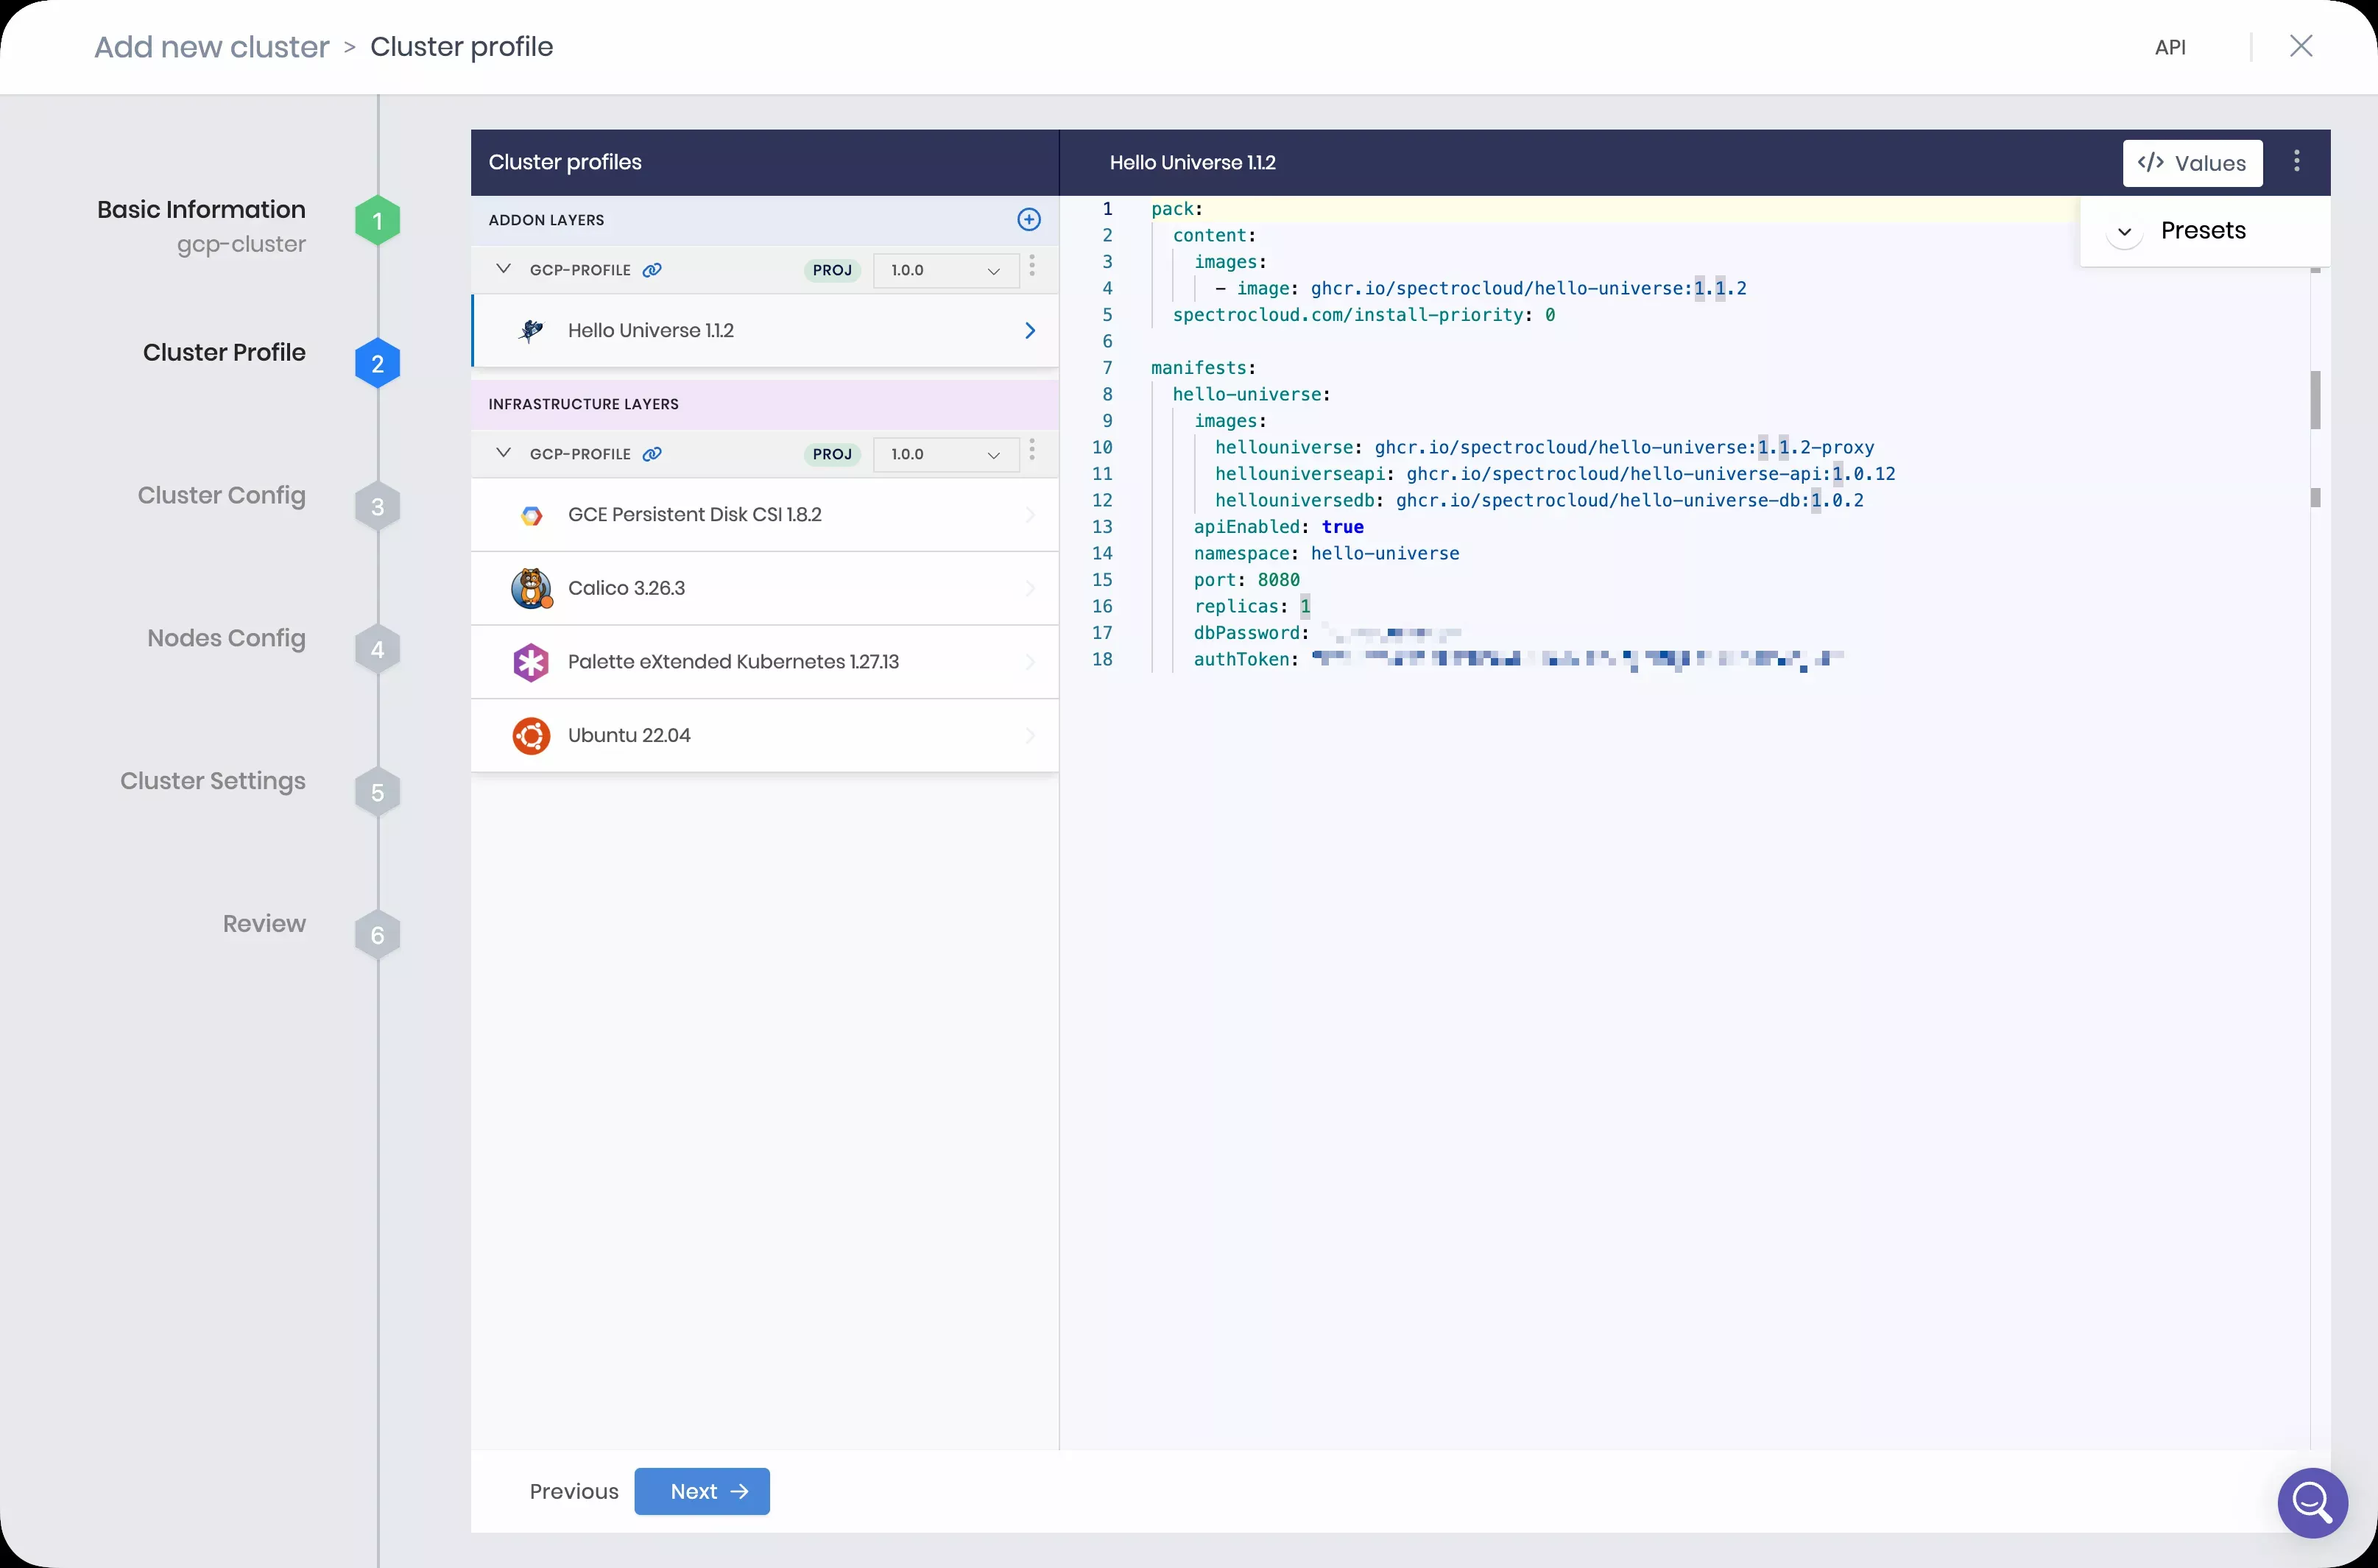 Add new cluster > Cluster profile
API
Basic Information
gcp-cluster
1
Cluster Profile
2
Cluster Config
3
Nodes Config
4
Cluster Settings
5
Review
6
Cluster profiles
ADDON LAYERS
GCP-PROFILE PROJ 1.0.0
Hello Universe 1.1.2
INFRASTRUCTURE LAYERS
GCP-PROFILE PROJ 1.0.0
GCE Persistent Disk CSI 1.8.2
Calico 3.26.3
Palette eXtended Kubernetes 1.27.13
Ubuntu 22.04
Hello Universe 1.1.2
</> Values
Presets
1 pack:
2 content:
3 images:
4 - image: ghcr.io/spectrocloud/hello-universe:1.1.2
5 spectrocloud.com/install-priority: 0
6
7 manifests:
8 hello-universe:
9 images:
10 hellouniverse: ghcr.io/spectrocloud/hello-universe:1.1.2-proxy
11 hellouniverseapi: ghcr.io/spectrocloud/hello-universe-api:1.0.12
12 hellouniversedb: ghcr.io/spectrocloud/hello-universe-db:1.0.2
13 apiEnabled: true
14 namespace: hello-universe
15 port: 8080
16 replicas: 1
17 dbPassword:
18 authToken:
Previous
Next →